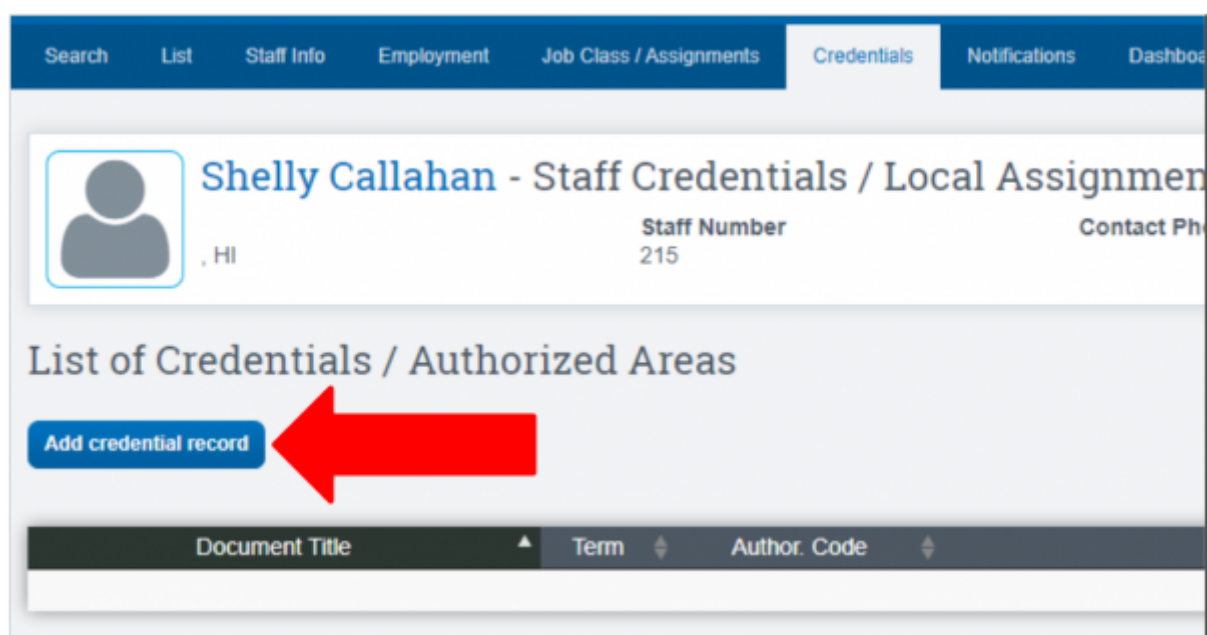 Search List Staff Info Employment Job Class / Assignments Credentials Notifications
Shelly Callahan - Staff Credentials / Local
Staff Number Contact
, HI 215
List of Credentials / Authorized Areas
Add credential record
Document Title Term Author. Code